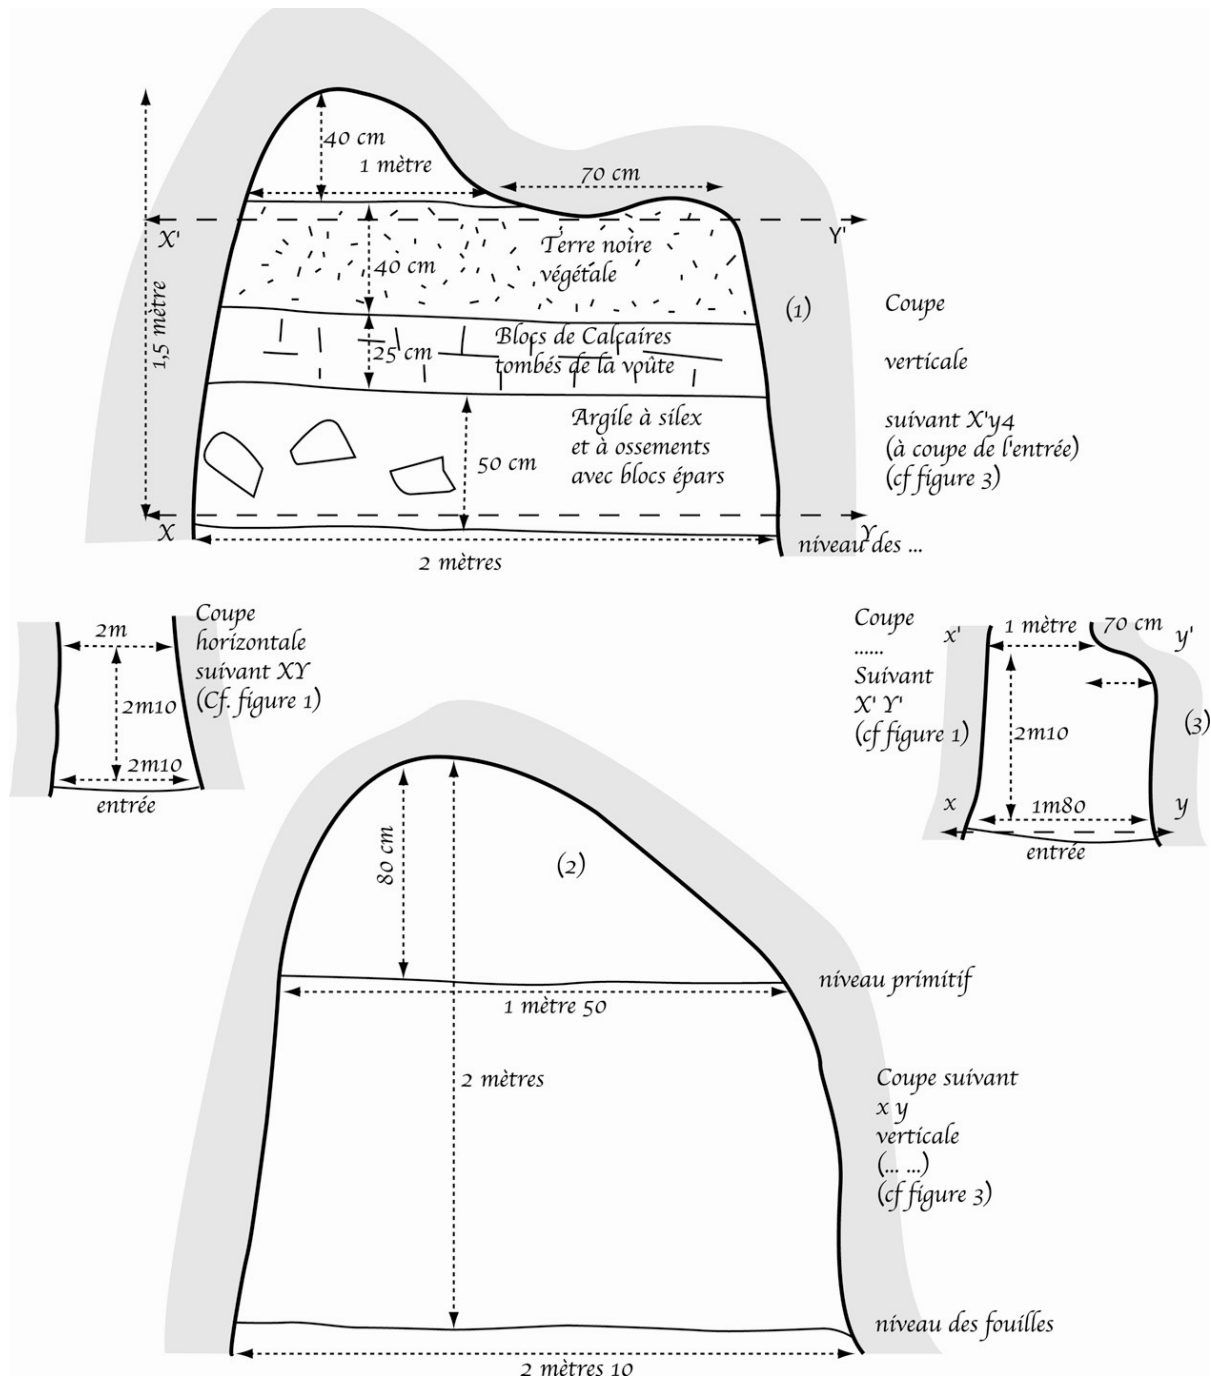 40 cm
1 mètre
70 cm
X'
Y'
Terre noire
végétale
40 cm
1,5 mètre
(1)
Coupe
verticale
suivant X'y4
(à coupe de l'entrée)
(cf figure 3)
Blocs de Calcaires
tombés de la voûte
25 cm
Argile à silex
et à ossements
avec blocs épars
50 cm
X
Y
niveau des ...
2 mètres
Coupe
horizontale
suivant XY
(Cf. figure 1)
2m
2m10
2m10
entrée
Coupe
......
Suivant
X' Y'
(cf figure 1)
x'
1 mètre
70 cm
y'
(3)
2m10
x
1m80
y
entrée
80 cm
(2)
niveau primitif
1 mètre 50
2 mètres
Coupe suivant
x y
verticale
(... ...)
(cf figure 3)
niveau des fouilles
2 mètres 10